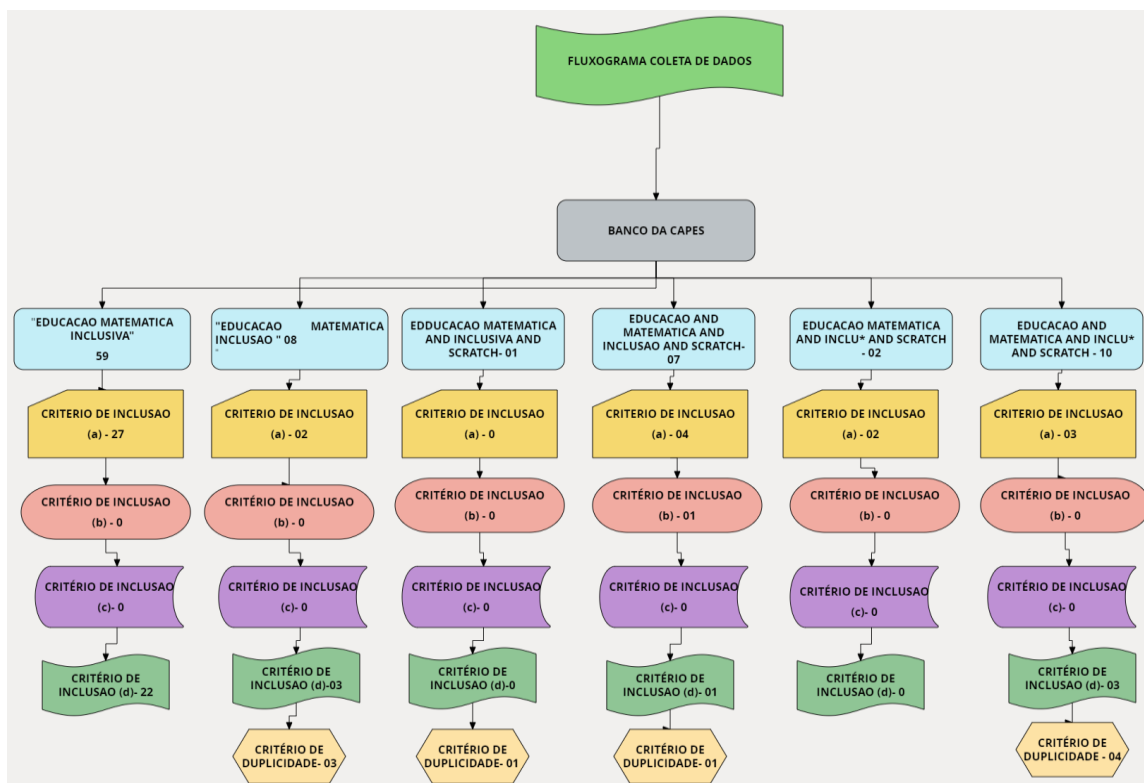 FLUXOGRAMA COLETA DE DADOS
BANCO DA CAPES
"EDUCACAO MATEMATICA
INCLUSIVA"
59
"EDUCACAO MATEMATICA
INCLUSAO " 08
"
EDDUCACAO MATEMATICA
AND INCLUSIVA AND
SCRATCH- 01
EDUCACAO AND
MATEMATICA AND
INCLUSAO AND SCRATCH-
07
EDUCACAO MATEMATICA
AND INCLU* AND SCRATCH
- 02
EDUCACAO AND
MATEMATICA AND INCLU*
AND SCRATCH - 10
CRITERIO DE INCLUSAO
(a) - 27
CRITERIO DE INCLUSAO
(a) - 02
CRITERIO DE INCLUSAO
(a) - 0
CRITERIO DE INCLUSAO
(a) - 04
CRITERIO DE INCLUSAO
(a) - 02
CRITERIO DE INCLUSAO
(a) - 03
CRITÉRIO DE INCLUSAO
(b) - 0
CRITÉRIO DE INCLUSAO
(b) - 0
CRITÉRIO DE INCLUSAO
(b) - 0
CRITÉRIO DE INCLUSAO
(b) - 01
CRITÉRIO DE INCLUSAO
(b) - 0
CRITÉRIO DE INCLUSAO
(b) - 0
CRITÉRIO DE INCLUSAO
(c)- 0
CRITÉRIO DE INCLUSAO
(c)- 0
CRITÉRIO DE INCLUSAO
(c)- 0
CRITÉRIO DE INCLUSAO
(c)- 0
CRITÉRIO DE INCLUSAO
(c)- 0
CRITÉRIO DE INCLUSAO
(c)- 0
CRITÉRIO DE
INCLUSAO (d)- 22
CRITÉRIO DE
INCLUSAO (d)-03
CRITÉRIO DE
INCLUSAO (d)-0
CRITÉRIO DE
INCLUSAO (d)- 01
CRITÉRIO DE
INCLUSAO (d)- 0
CRITÉRIO DE
INCLUSAO (d)- 03
CRITÉRIO DE
DUPLICIDADE- 03
CRITÉRIO DE
DUPLICIDADE- 01
CRITÉRIO DE
DUPLICIDADE- 01
CRITÉRIO DE
DUPLICIDADE - 04